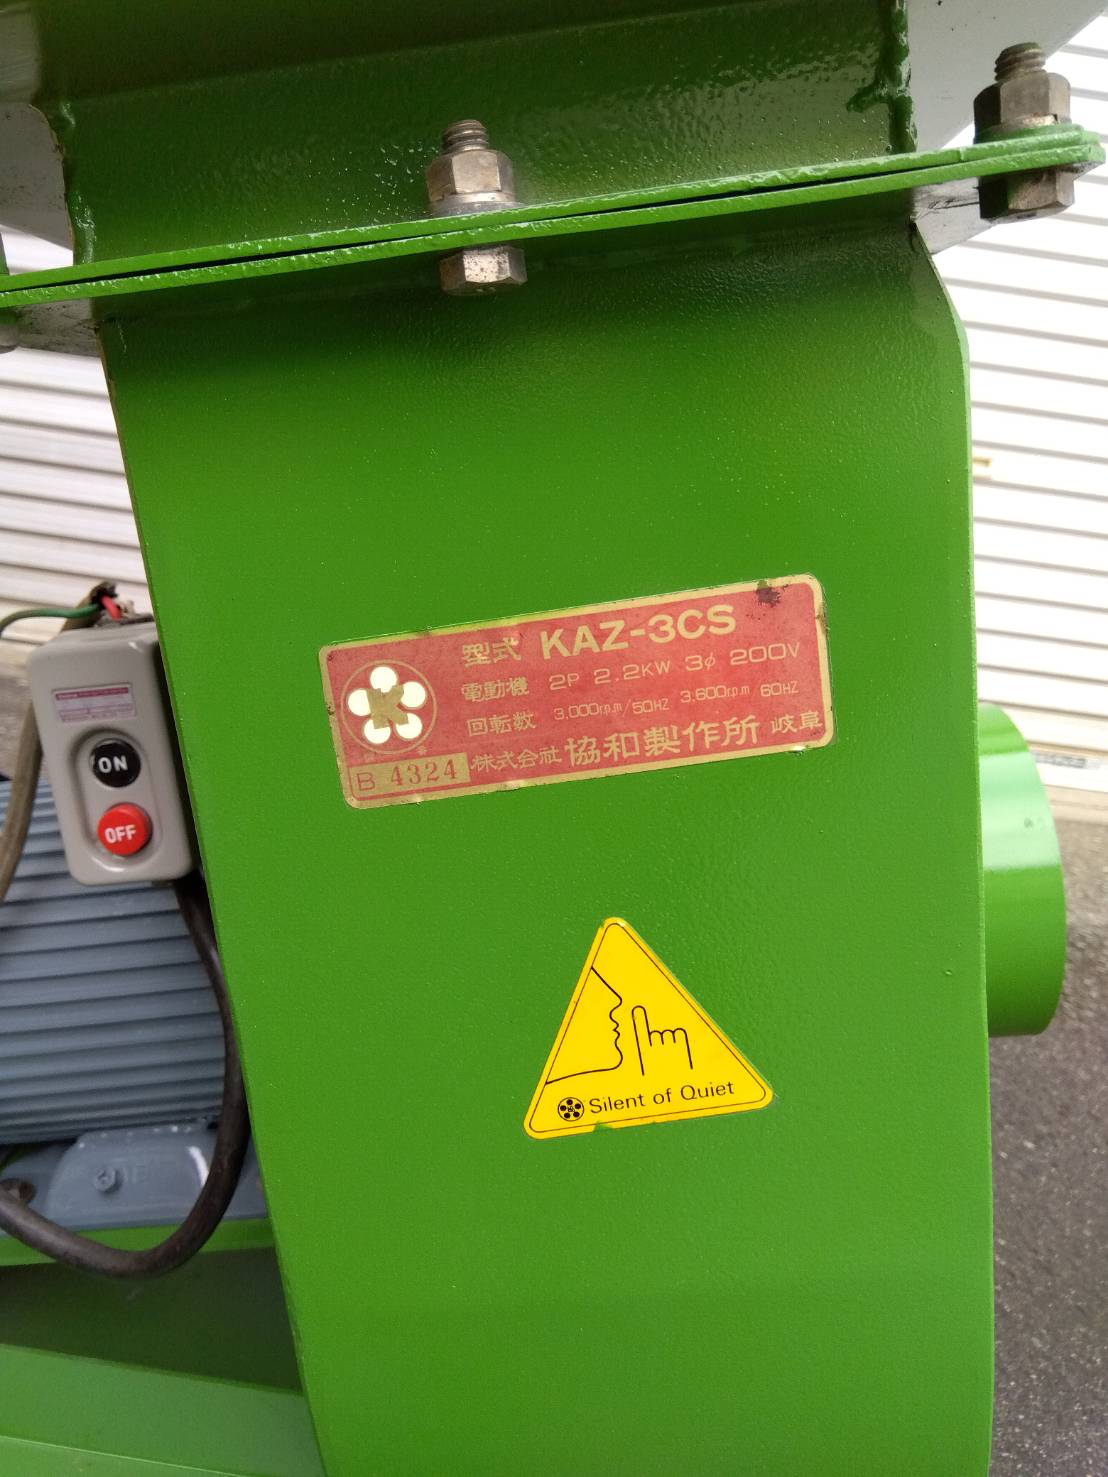 型式 KAZ-3CS
電動機 2P 2.2KW 3φ 200V
回転数 3,000r.p.m/50HZ 3,600r.p.m 60HZ
K
B 4324 株式会社 協和製作所 岐阜
ON
OFF
Silent of Quiet